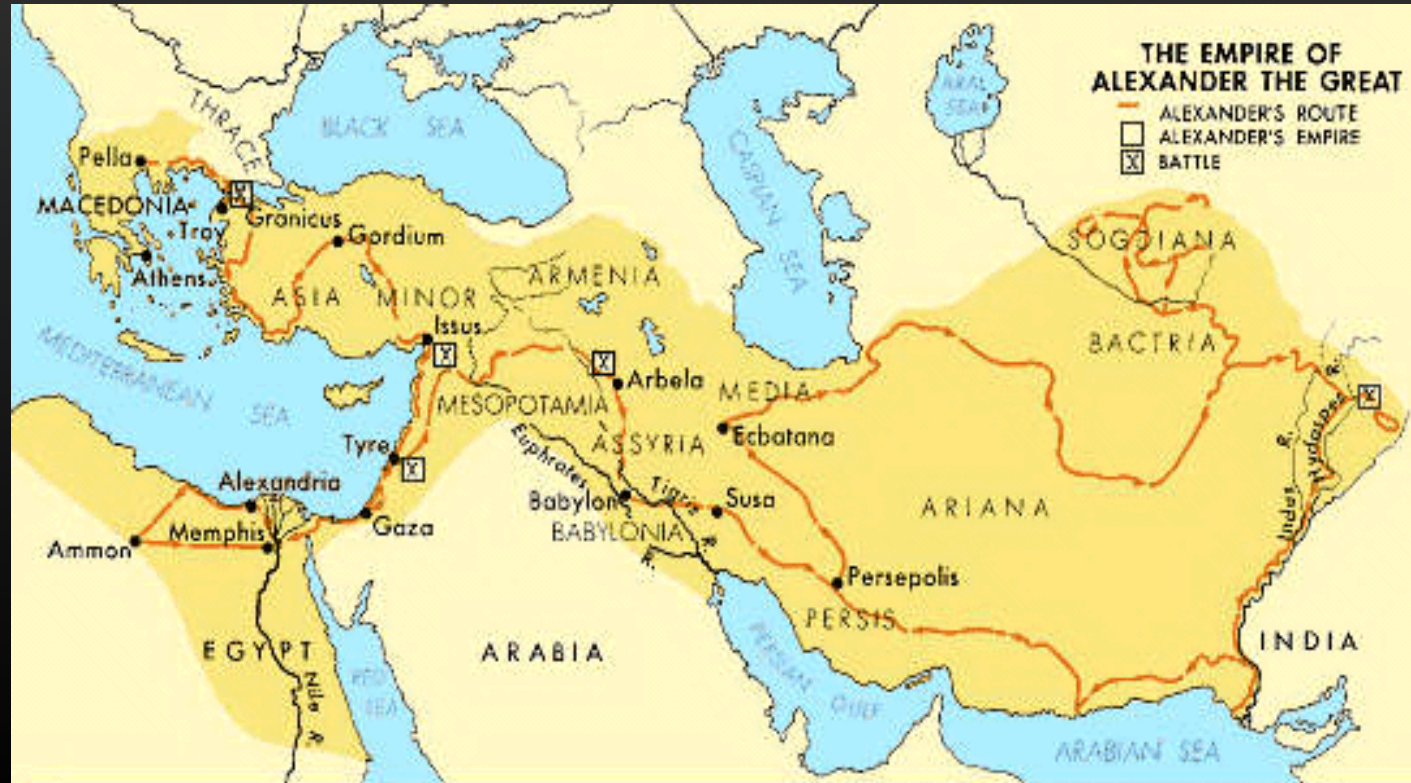 THE EMPIRE OF
ALEXANDER THE GREAT
ALEXANDER'S ROUTE
ALEXANDER'S EMPIRE
X BATTLE
THRACE
BLACK SEA
ARAL
SEA
CASPIAN
SEA
Pella
X
MACEDONIA
Granicus
Troy
Gordium
SOGDIANA
Athens
ASIA MINOR
ARMENIA
Issus
X
X
BACTRIA
R.
MEDITERRANEAN
SEA
Arbela
MEDIA
X
MESOPOTAMIA
Hydaspes
Tyre
X
ASSYRIA
Ecbatana
Euphrates
R.
Alexandria
Babylon
Tigris
Susa
ARIANA
Indus
Gaza
Memphis
BABYLONIA
R.
Ammon
R.
Persepolis
PERSIS
EGYPT
ARABIA
INDIA
Nile R.
RED
SEA
PERSIAN
GULF
ARABIAN SEA